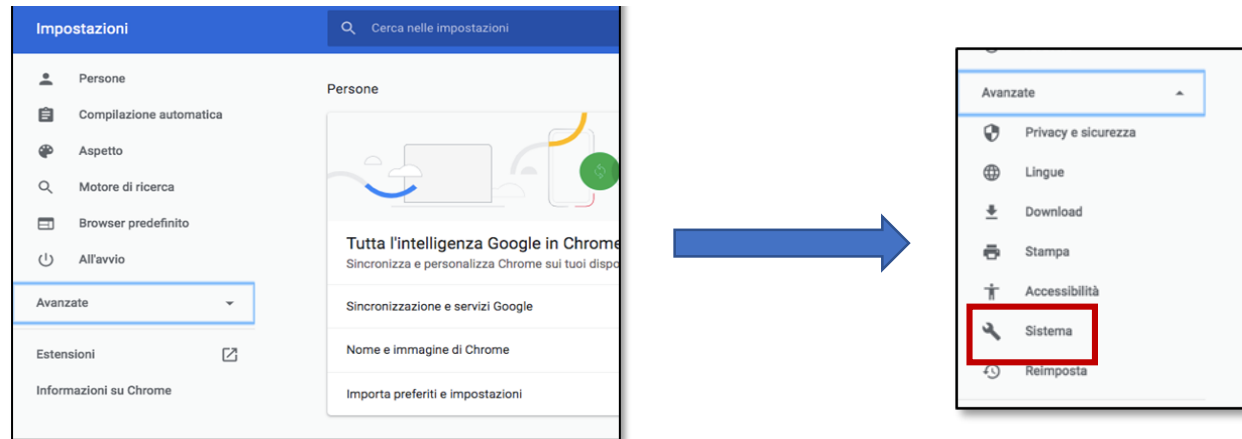 Impostazioni
Cerca nelle impostazioni
Persone
Compilazione automatica
Aspetto
Motore di ricerca
Browser predefinito
All'avvio
Avanzate
Estensioni
Informazioni su Chrome
Persone
Tutta l'intelligenza Google in Chrome
Sincronizza e personalizza Chrome sui tuoi dispo
Sincronizzazione e servizi Google
Nome e immagine di Chrome
Importa preferiti e impostazioni
Avanzate
Privacy e sicurezza
Lingue
Download
Stampa
Accessibilità
Sistema
Reimposta